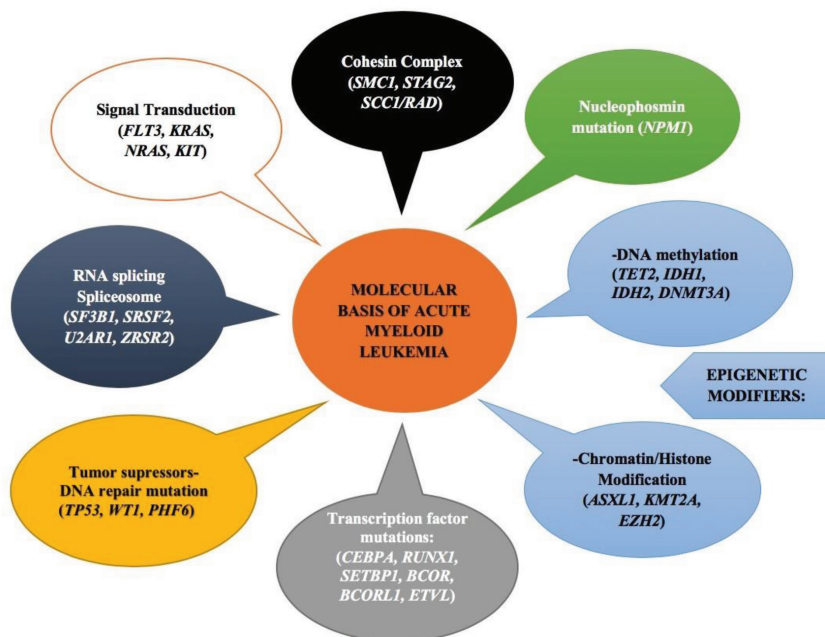 Cohesin Complex
(SMC1, STAG2,
SCC1/RAD)
Signal Transduction
(FLT3, KRAS,
NRAS, KIT)
Nucleophosmin
mutation (NPM1)
RNA splicing
Spliceosome
(SF3B1, SRSF2,
U2AR1, ZRSR2)
MOLECULAR
BASIS OF ACUTE
MYELOID
LEUKEMIA
-DNA methylation
(TET2, IDH1,
IDH2, DNMT3A)
EPIGENETIC
MODIFIERS:
Tumor supressors-
DNA repair mutation
(TP53, WT1, PHF6)
-Chromatin/Histone
Modification
(ASXL1, KMT2A,
EZH2)
Transcription factor
mutations:
(CEBPA, RUNX1,
SETBP1, BCOR,
BCORL1, ETVL)